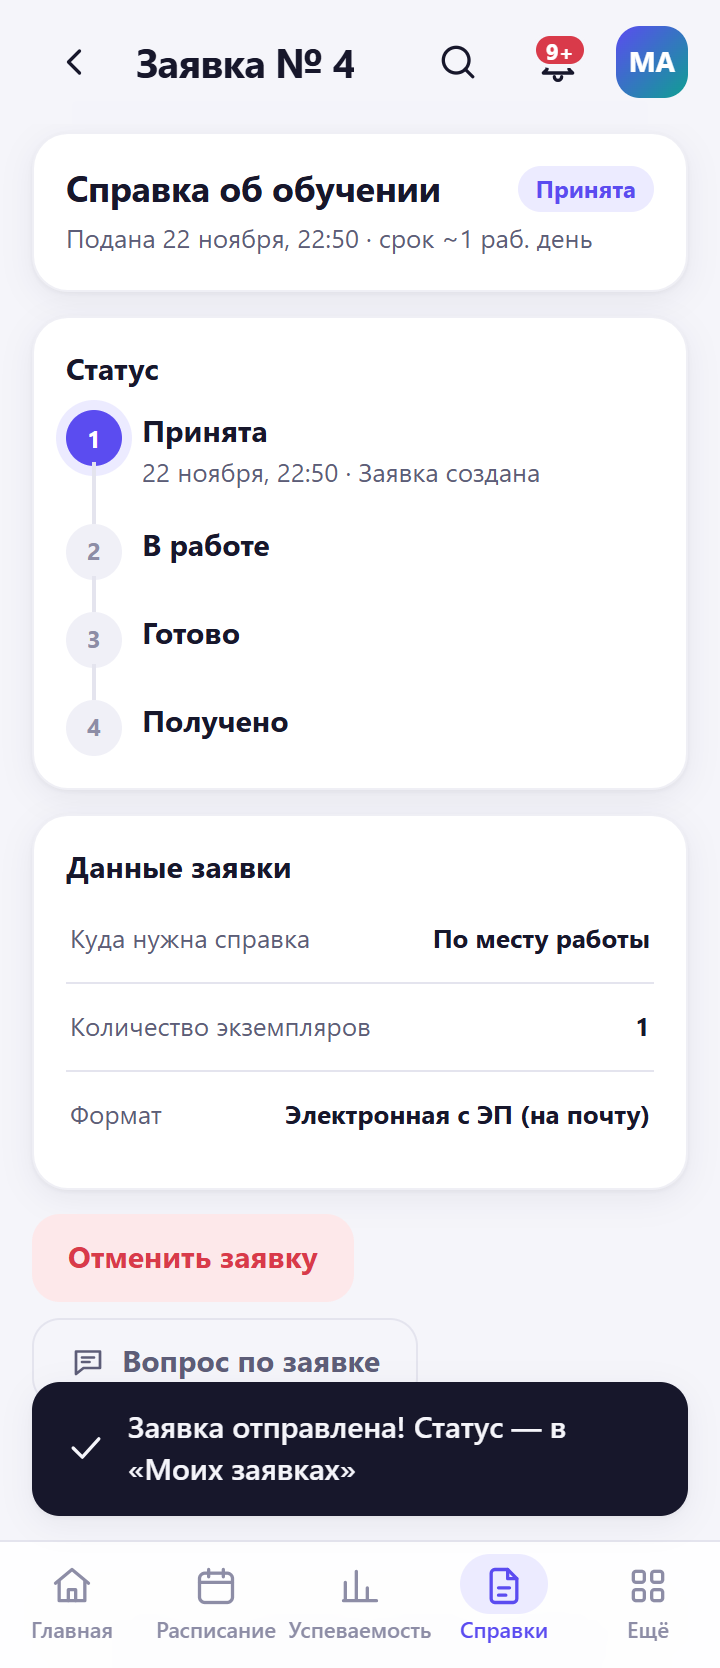 Заявка № 4
9+
МА
Справка об обучении
Принята
Подана 22 ноября, 22:50 · срок ~1 раб. день
Статус
1
Принята
22 ноября, 22:50 · Заявка создана
2
В работе
3
Готово
4
Получено
Данные заявки
Куда нужна справка
По месту работы
Количество экземпляров
1
Формат
Электронная с ЭП (на почту)
Отменить заявку
Вопрос по заявке
Заявка отправлена! Статус — в
«Моих заявках»
Главная
Расписание
Успеваемость
Справки
Ещё